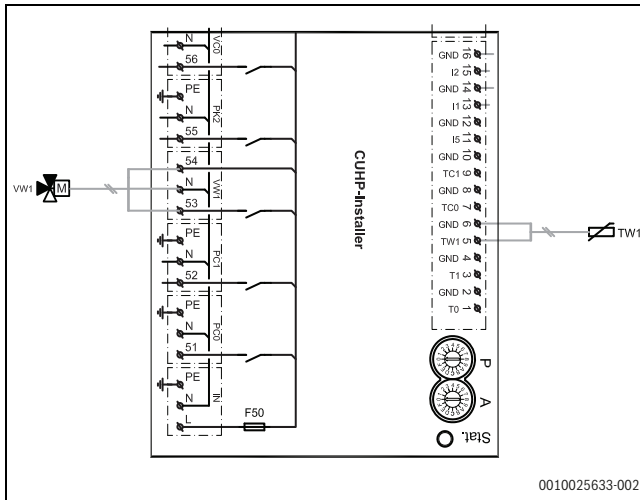 N
VC0
56
PE
N
PK2
55
54
N
VW1
53
PE
N
PC1
52
PE
N
PC0
51
PE
IN
N
L
F50
VW1
M
CUHP-Installer
GND 16
I2 15
GND 14
I1 13
GND 12
I5 11
GND 10
TC1 9
GND 8
TC0 7
GND 6
TW1 5
GND 4
T1 3
GND 2
T0 1
TW1
P
A
Stat.
0010025633-002